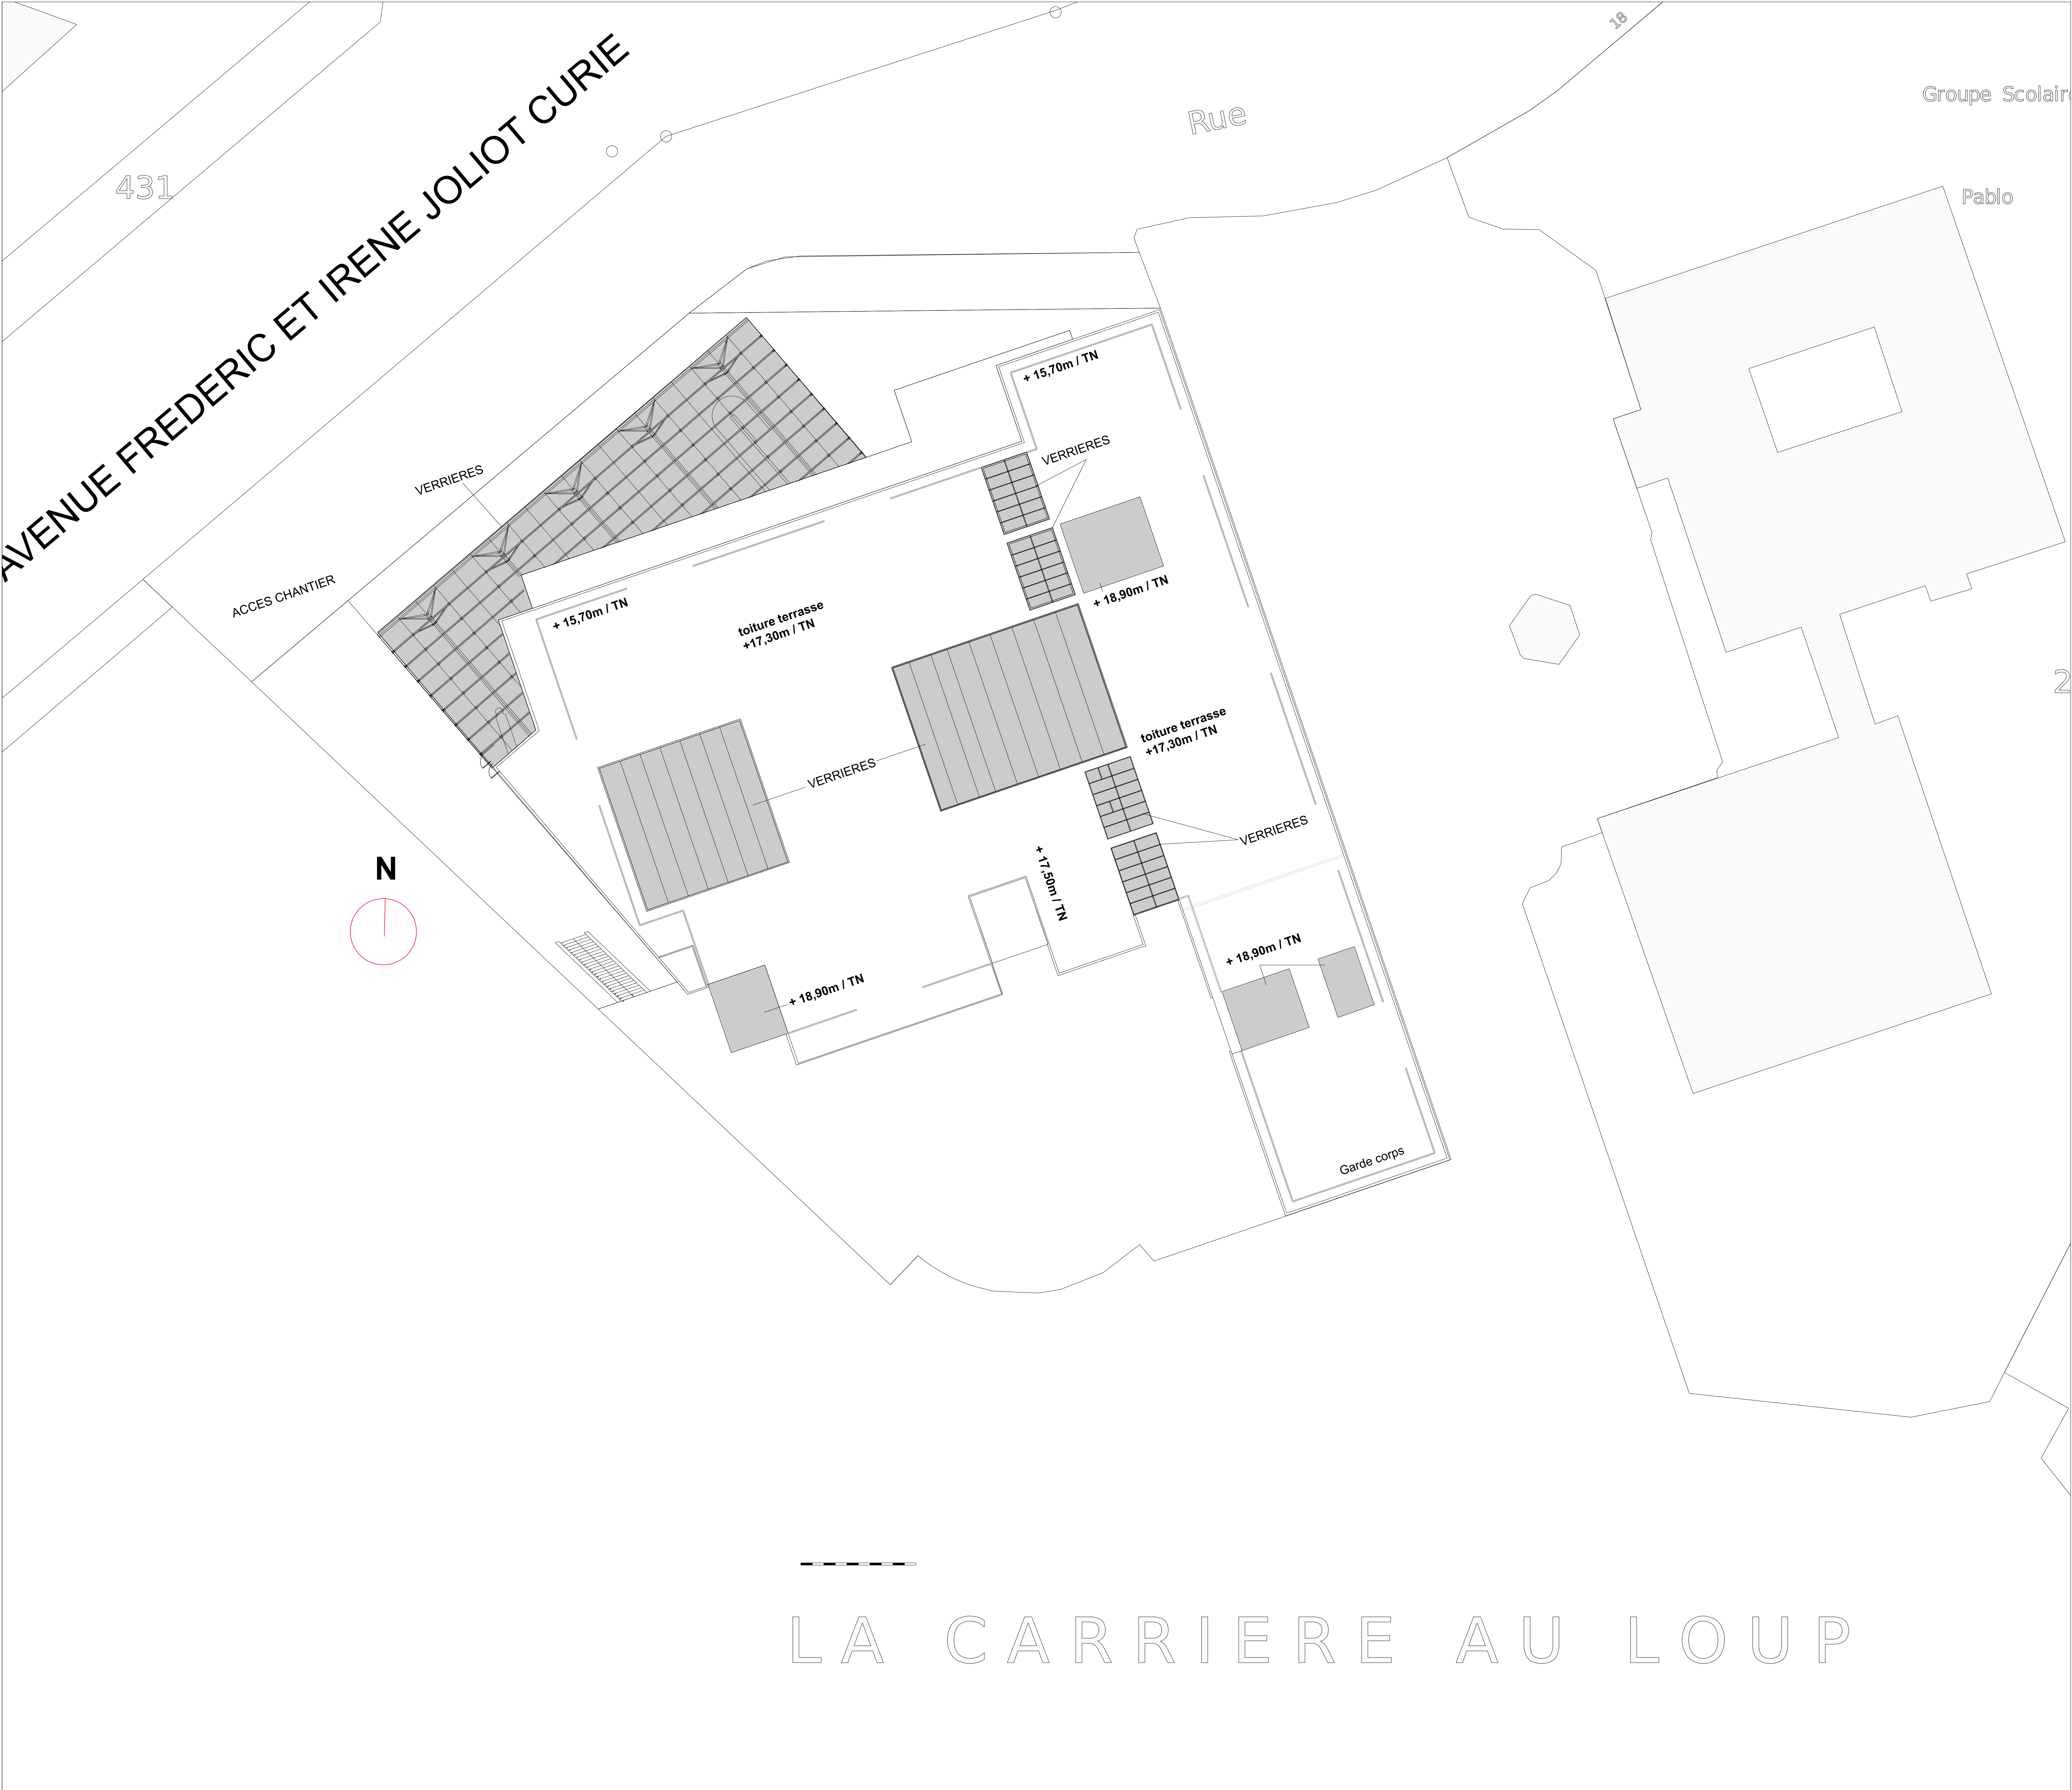 18
Groupe Scolaire
Rue
AVENUE FREDERIC ET IRENE JOLIOT CURIE
431
Pablo
+ 15,70m / TN
VERRIERES
VERRIERES
ACCES CHANTIER
+ 18,90m / TN
+ 15,70m / TN
toiture terrasse
+17,30m / TN
2
toiture terrasse
+17,30m / TN
VERRIERES
VERRIERES
N
+ 17,50m / TN
+ 18,90m / TN
+ 18,90m / TN
Garde corps
LA CARRIERE AU LOUP